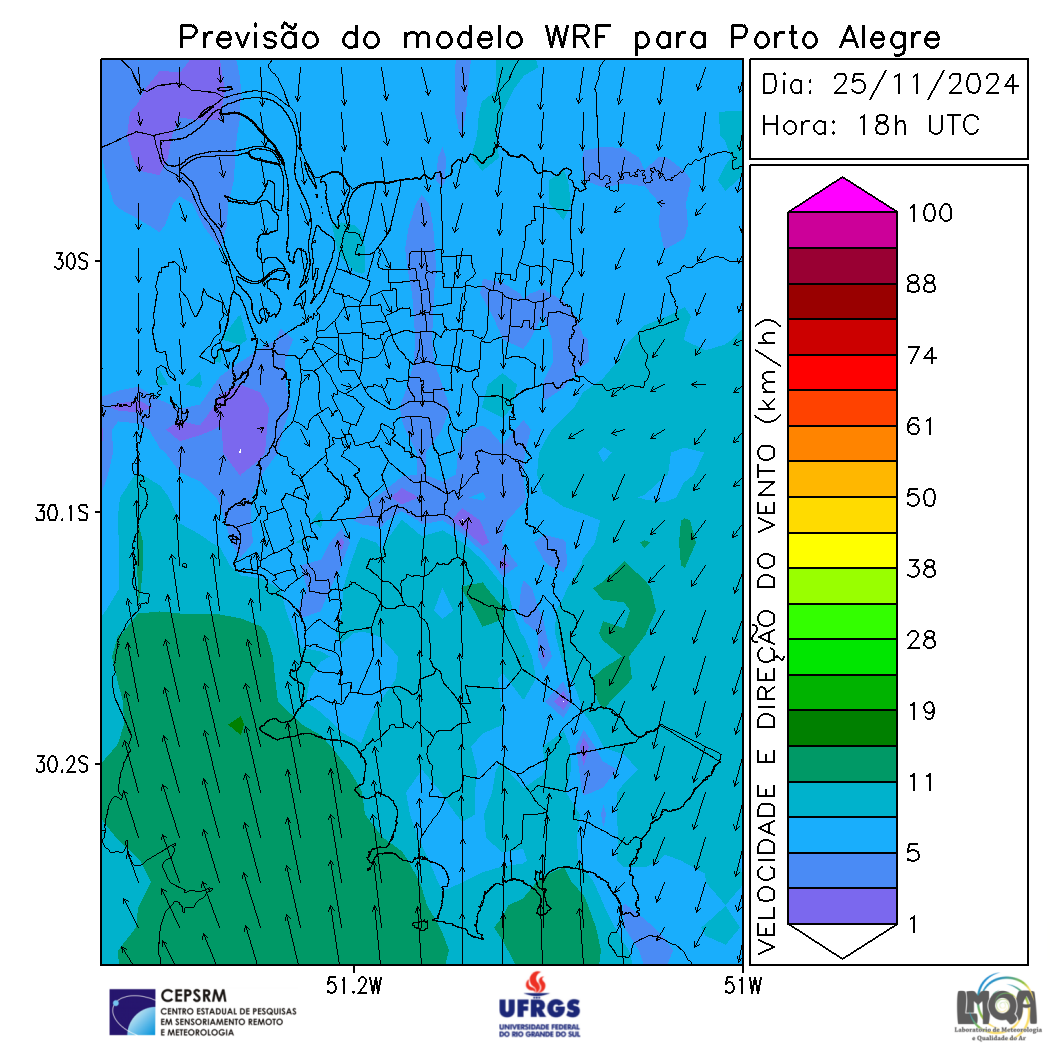 Previsão do modelo WRF para Porto Alegre
Dia: 25/11/2024
Hora: 18h UTC
30S
30.1S
30.2S
51.2W
51W
VELOCIDADE E DIREÇÃO DO VENTO (km/h)
100
88
74
61
50
38
28
19
11
5
1
CEPSRM
CENTRO ESTADUAL DE PESQUISAS
EM SENSORIAMENTO REMOTO
E METEOROLOGIA
UFRGS
UNIVERSIDADE FEDERAL
DO RIO GRANDE DO SUL
LMQA
Laboratório de Meteorologia
e Qualidade do Ar